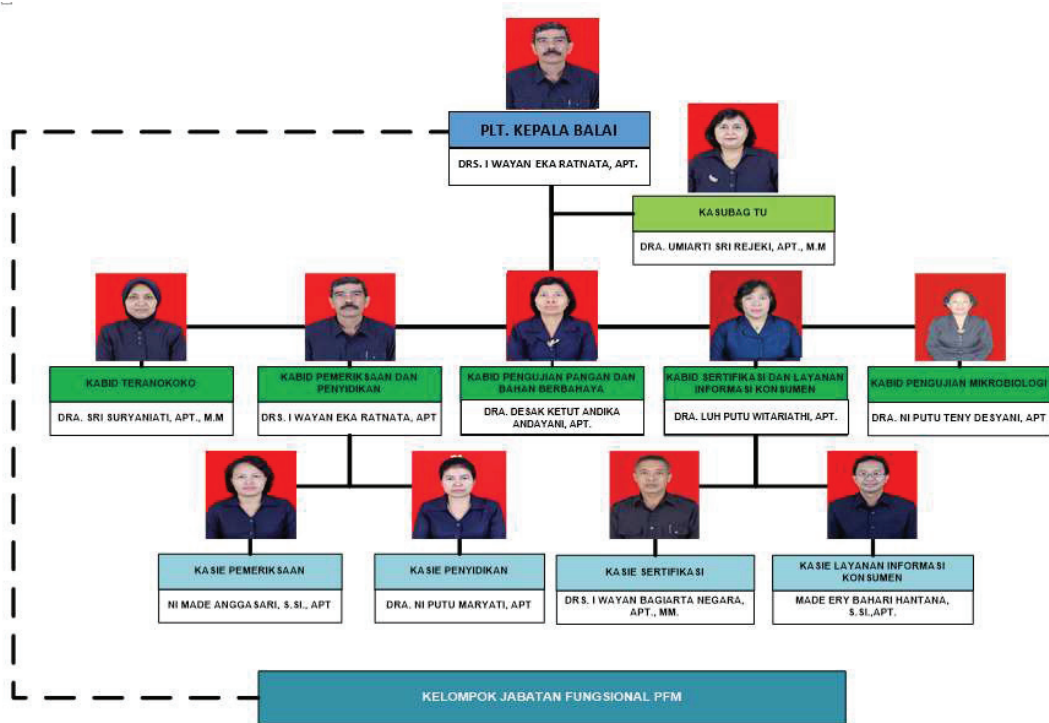 PLT. KEPALA BALAI
DRS. I WAYAN EKA RATNATA, APT.
KASUBAG TU
DRA. UMIARTI SRI REJEKI, APT., M.M
KABID TERANOKOKO
DRA. SRI SURYANIATI, APT., M.M
KABID PEMERIKSAAN DAN
PENYIDIKAN
DRS. I WAYAN EKA RATNATA, APT
KABID PENGUJIAN PANGAN DAN
BAHAN BERBAHAYA
DRA. DESAK KETUT ANDIKA
ANDAYANI, APT.
KABID SERTIFIKASI DAN LAYANAN
INFORMASI KONSUMEN
DRA. LUH PUTU WITARIATHI, APT.
KABID PENGUJIAN MIKROBIOLOGI
DRA. NI PUTU TENY DESYANI, APT
KASIE PEMERIKSAAN
NI MADE ANGGASARI, S.SI., APT
KASIE PENYIDIKAN
DRA. NI PUTU MARYATI, APT
KASIE SERTIFIKASI
DRS. I WAYAN BAGIARTA NEGARA,
APT., MM.
KASIE LAYANAN INFORMASI
KONSUMEN
MADE ERY BAHARI HANTANA,
S.SI.,APT.
KELOMPOK JABATAN FUNGSIONAL PFM